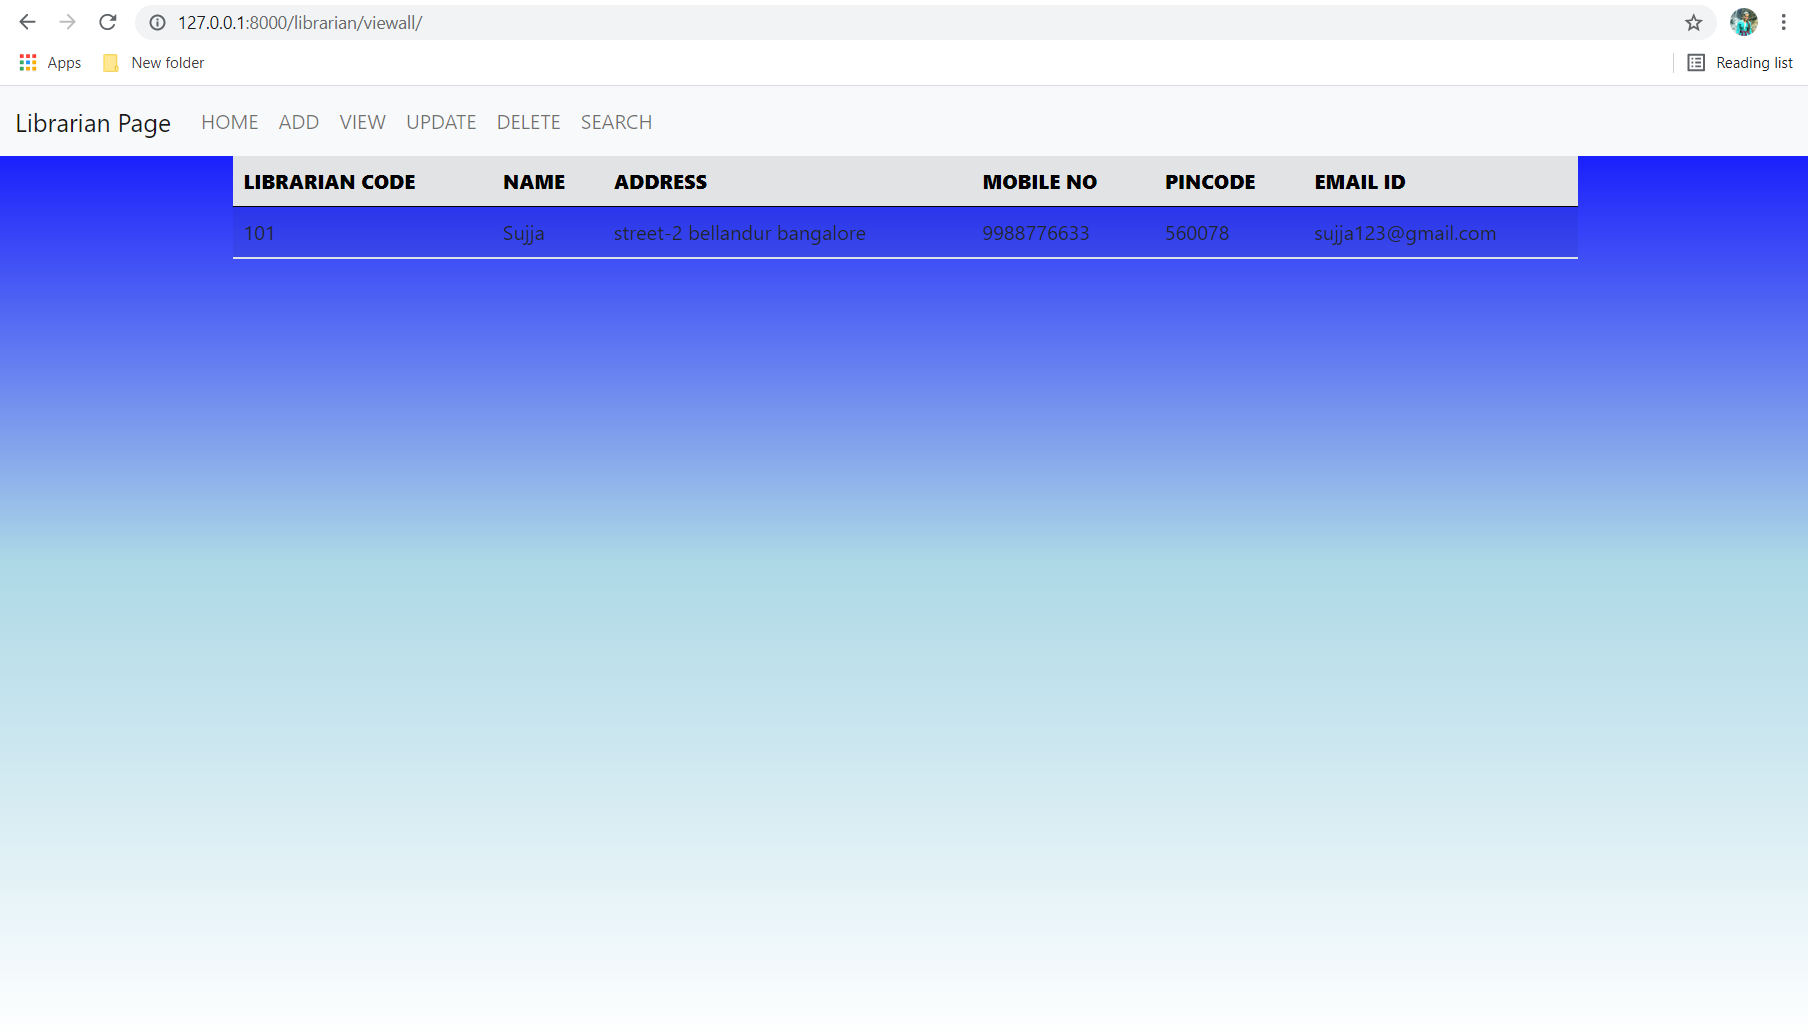 127.0.0.1:8000/librarian/viewall/
Apps New folder Reading list
Librarian Page HOME ADD VIEW UPDATE DELETE SEARCH
LIBRARIAN CODE NAME ADDRESS MOBILE NO PINCODE EMAIL ID
101 Sujja street-2 bellandur bangalore 9988776633 560078 sujja123@gmail.com